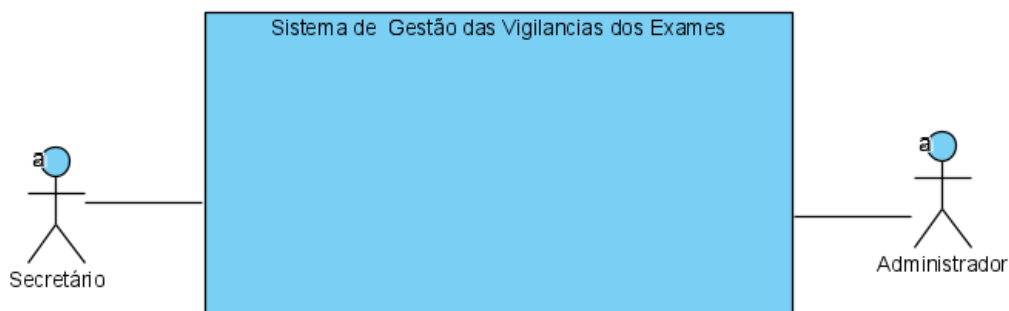 Sistema de  Gestão das Vigilancias dos Exames
a
a
Secretário
Administrador